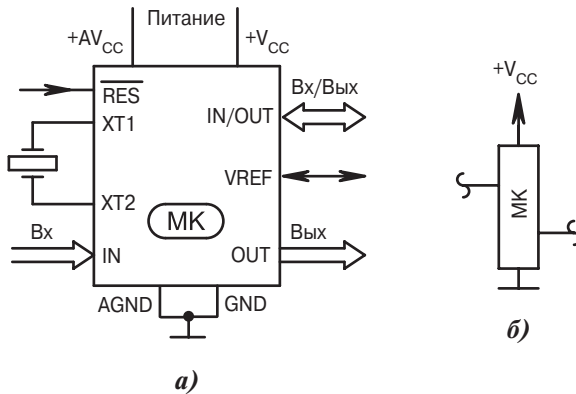 Питание
+AVCC
+VCC
RES
XT1
XT2
Вх
IN
МК
IN/OUT
Вх/Вых
VREF
OUT
Вых
AGND
GND
а)
+VCC
МК
б)